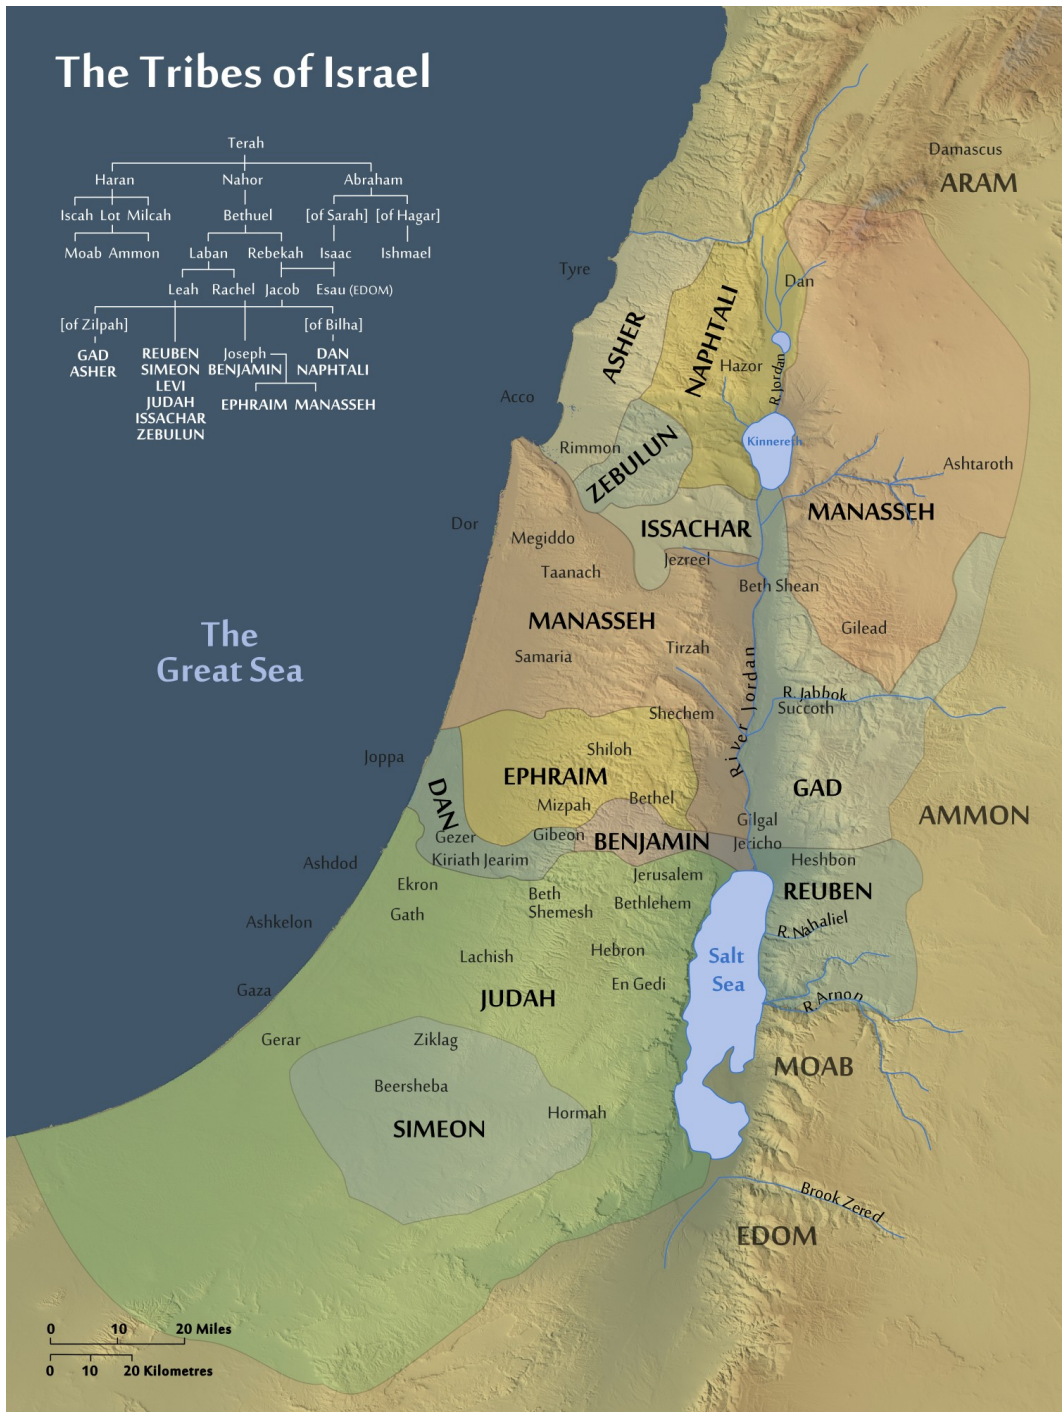 The Tribes of Israel
Terah
Haran Nahor Abraham
Iscah Lot Milcah Bethuel [of Sarah] [of Hagar]
Moab Ammon Laban Rebekah Isaac Ishmael
Leah Rachel Jacob Esau (EDOM)
[of Zilpah] [of Bilha]
GAD
ASHER
REUBEN
SIMEON
LEVI
JUDAH
ISSACHAR
ZEBULUN
Joseph
BENJAMIN
DAN
NAPHTALI
EPHRAIM MANASSEH
Damascus
ARAM
Tyre
Dan
ASHER
NAPHTALI
Hazor
R. Jordan
Acco
Kinnereth
Rimmon
ZEBULUN
Ashtaroth
MANASSEH
Dor
ISSACHAR
Megiddo
Jezreel
Taanach
Beth Shean
MANASSEH
Gilead
The
Great Sea
Samaria
Tirzah
River Jordan
R. Jabbok
Succoth
Shechem
Joppa
Shiloh
EPHRAIM
DAN
GAD
Mizpah
Bethel
AMMON
Gilgal
Gezer
Gibeon
BENJAMIN
Jericho
Kiriath Jearim
Heshbon
Ashdod
Jerusalem
Ekron
REUBEN
Beth
Shemesh
Bethlehem
Gath
Ashkelon
R. Nahaliel
Hebron
Lachish
Salt
Sea
En Gedi
Gaza
JUDAH
R. Arnon
Gerar
Ziklag
MOAB
Beersheba
Hormah
SIMEON
Brook Zered
EDOM
0 10 20 Miles
0 10 20 Kilometres